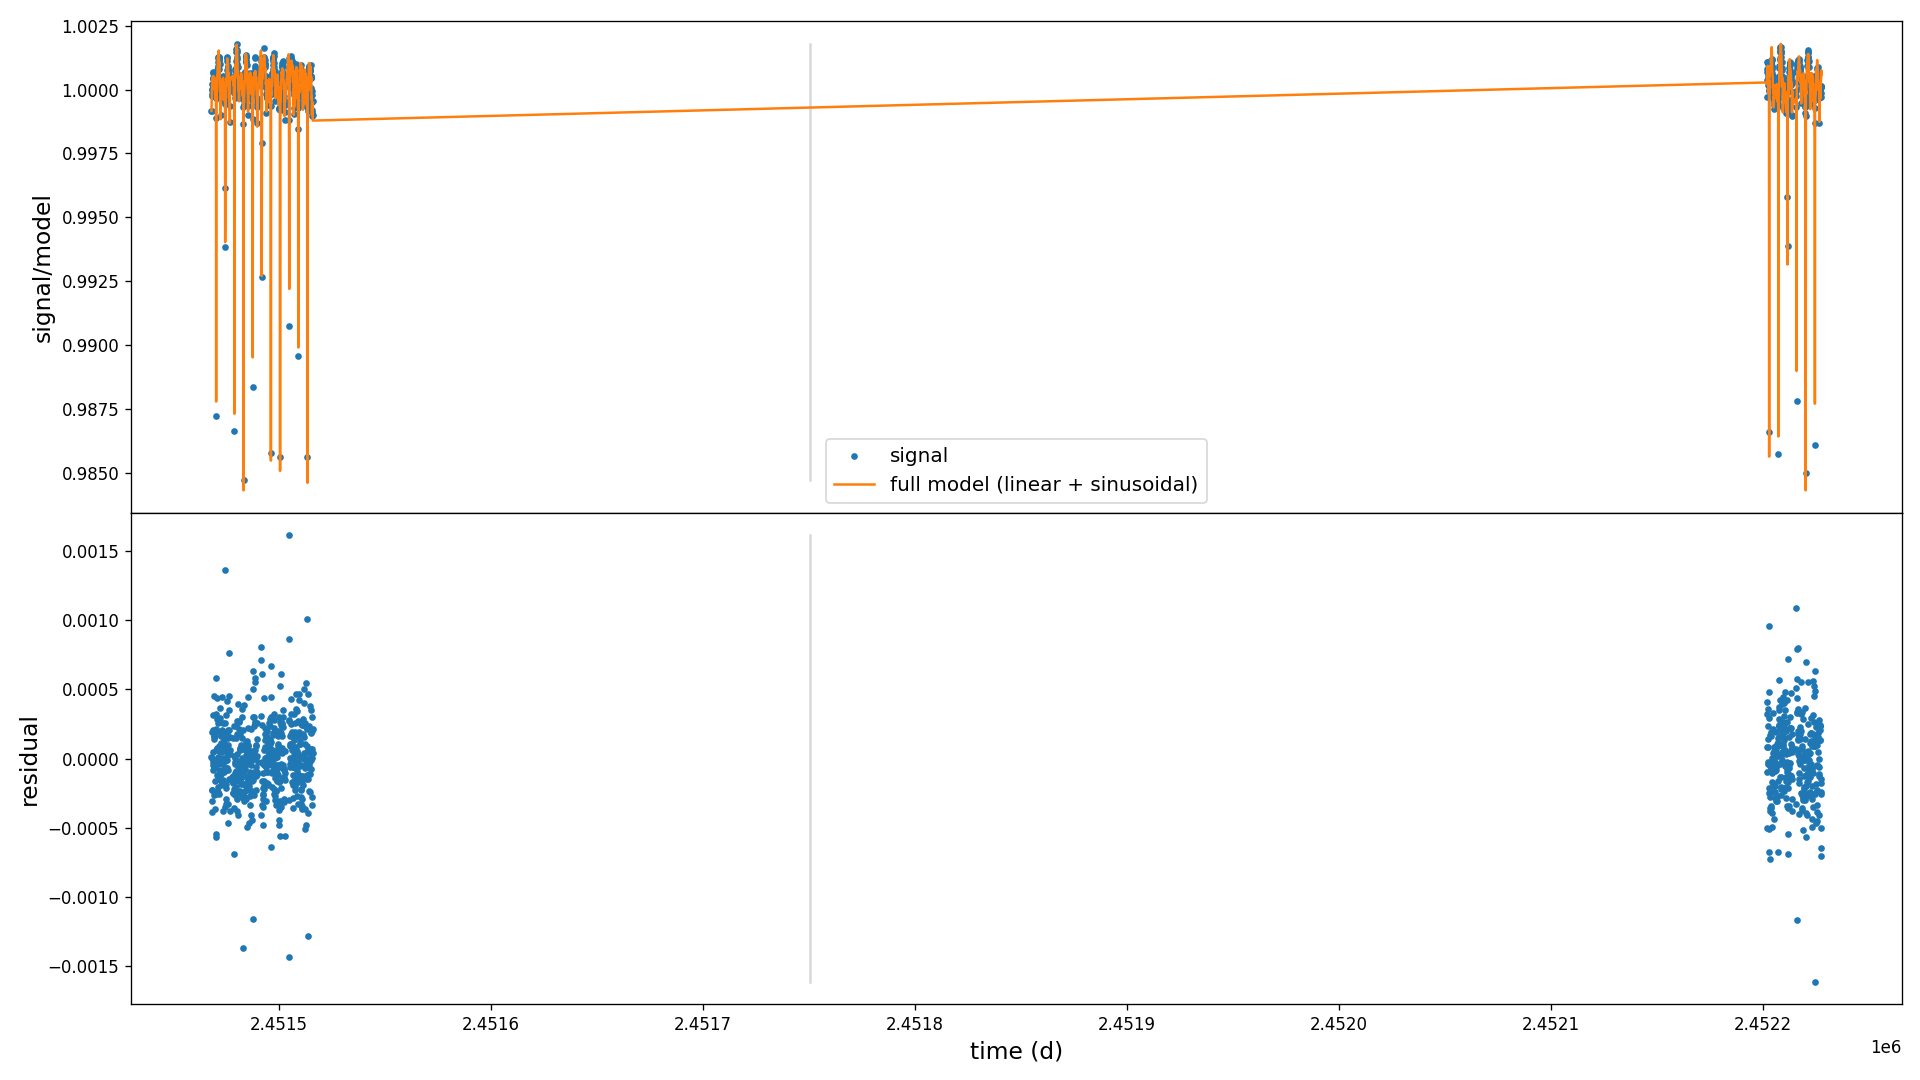 1.0025
1.0000
0.9975
0.9950
0.9925
0.9900
0.9875
0.9850
signal/model
signal
full model (linear + sinusoidal)
0.0015
0.0010
0.0005
0.0000
−0.0005
−0.0010
−0.0015
residual
2.4515 2.4516 2.4517 2.4518 2.4519 2.4520 2.4521 2.4522
1e6
time (d)